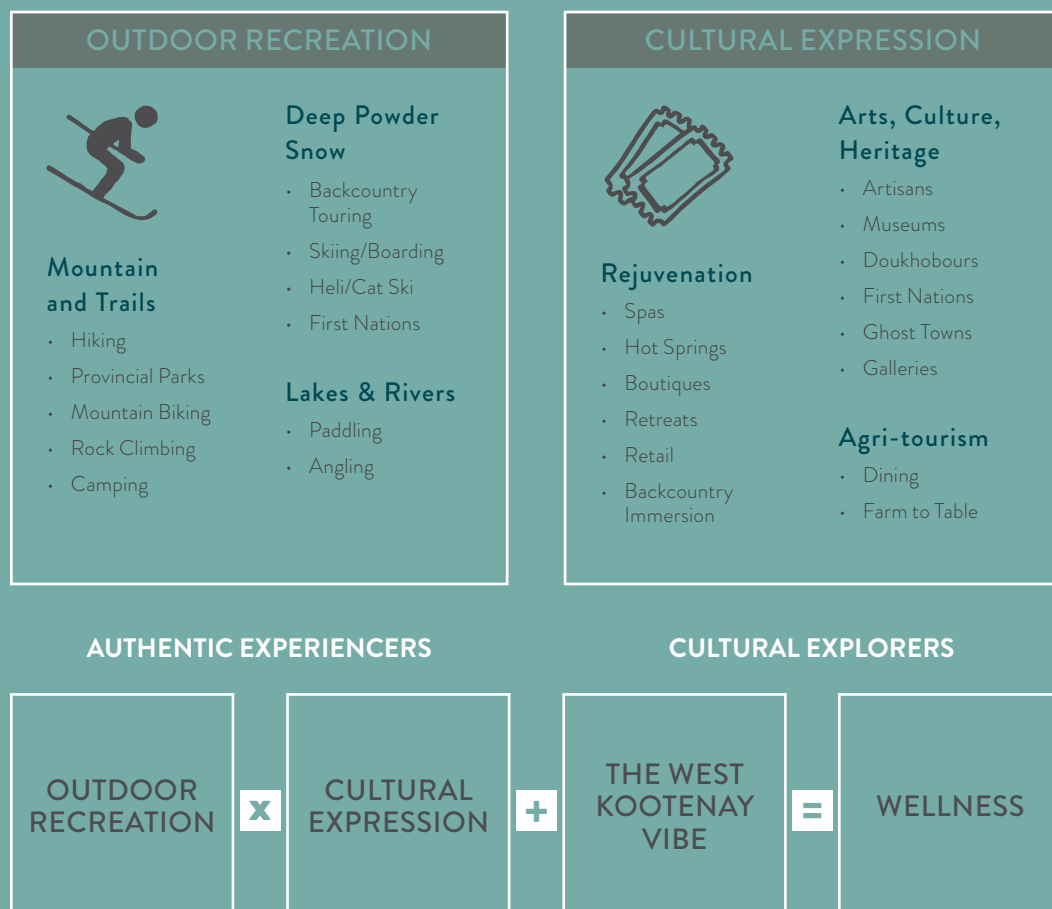 OUTDOOR RECREATION
Mountain
and Trails
• Hiking
• Provincial Parks
• Mountain Biking
• Rock Climbing
• Camping
Deep Powder
Snow
• Backcountry
Touring
• Skiing/Boarding
• Heli/Cat Ski
• First Nations
Lakes & Rivers
• Paddling
• Angling
CULTURAL EXPRESSION
Rejuvenation
• Spas
• Hot Springs
• Boutiques
• Retreats
• Retail
• Backcountry
Immersion
Arts, Culture,
Heritage
• Artisans
• Museums
• Doukhobours
• First Nations
• Ghost Towns
• Galleries
Agri-tourism
• Dining
• Farm to Table
AUTHENTIC EXPERIENCERS
CULTURAL EXPLORERS
OUTDOOR
RECREATION
x
CULTURAL
EXPRESSION
+
THE WEST
KOOTENAY
VIBE
=
WELLNESS